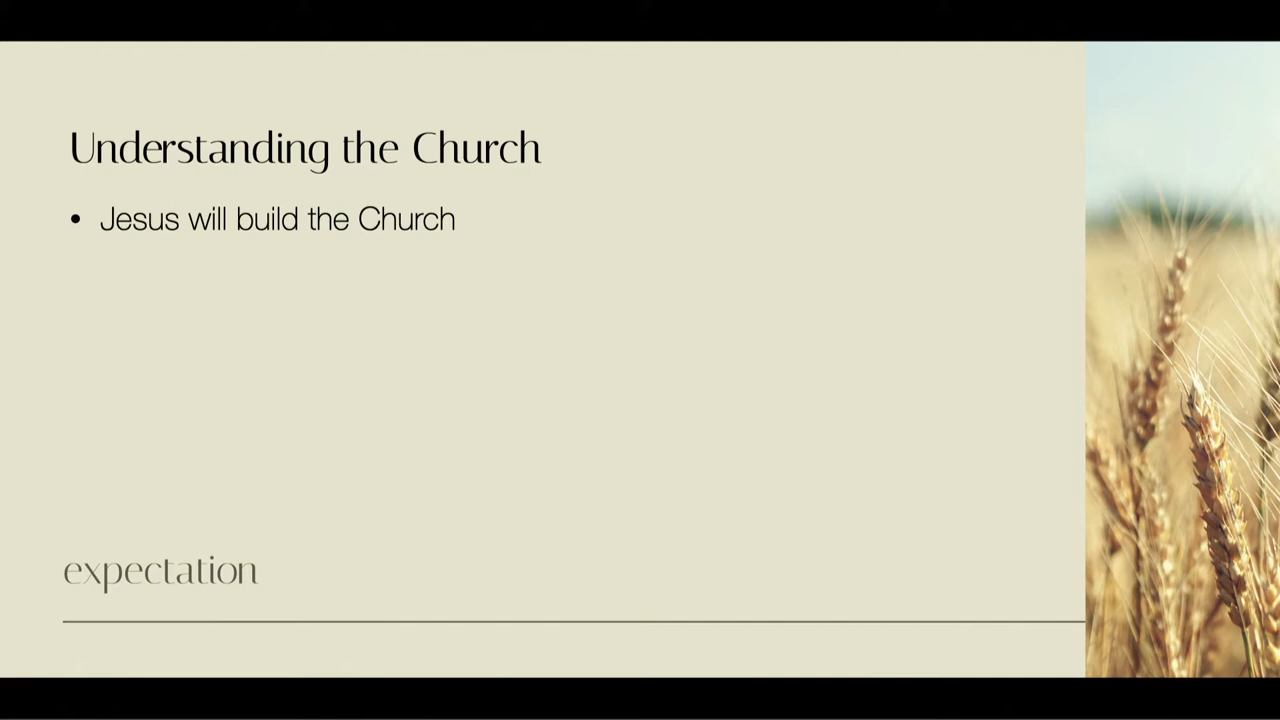 Understanding the Church
• Jesus will build the Church
expectation